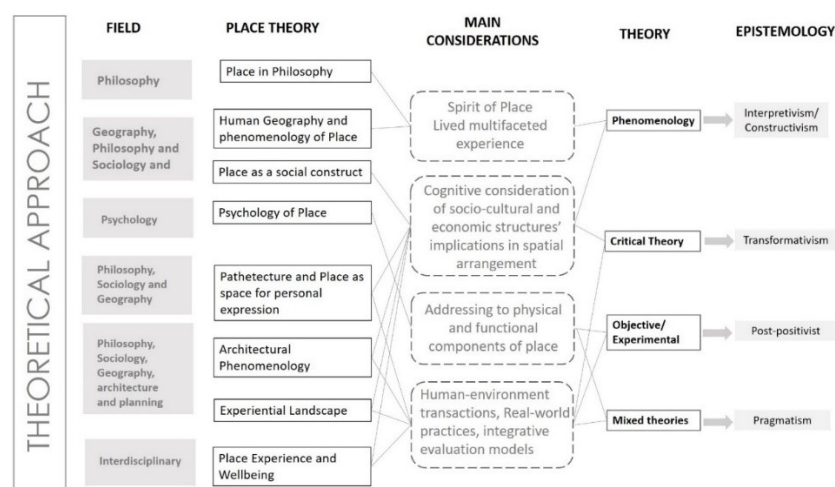 THEORETICAL APPROACH
FIELD
Philosophy
Geography,
Philosophy and
Sociology and
Psychology
Philosophy,
Sociology and
Geography
Philosophy,
Sociology,
Geography,
architecture
and planning
Interdisciplinary
PLACE THEORY
Place in Philosophy
Human Geography and
phenomenology of Place
Place as a social construct
Psychology of Place
Pathetecture and Place as
space for personal
expression
Architectural
Phenomenology
Experiential Landscape
Place Experience and
Wellbeing
MAIN
CONSIDERATIONS
Spirit of Place
Lived multifaceted
experience
Cognitive consideration
of socio-cultural and
economic structures'
implications in spatial
arrangement
Addressing to physical
and functional
components of place
Human-environment
transactions, Real-world
practices, integrative
evaluation models
THEORY
Phenomenology
Critical Theory
Objective/
Experimental
Mixed theories
EPISTEMOLOGY
Interpretivism/
Constructivism
Transformativism
Post-positivist
Pragmatism